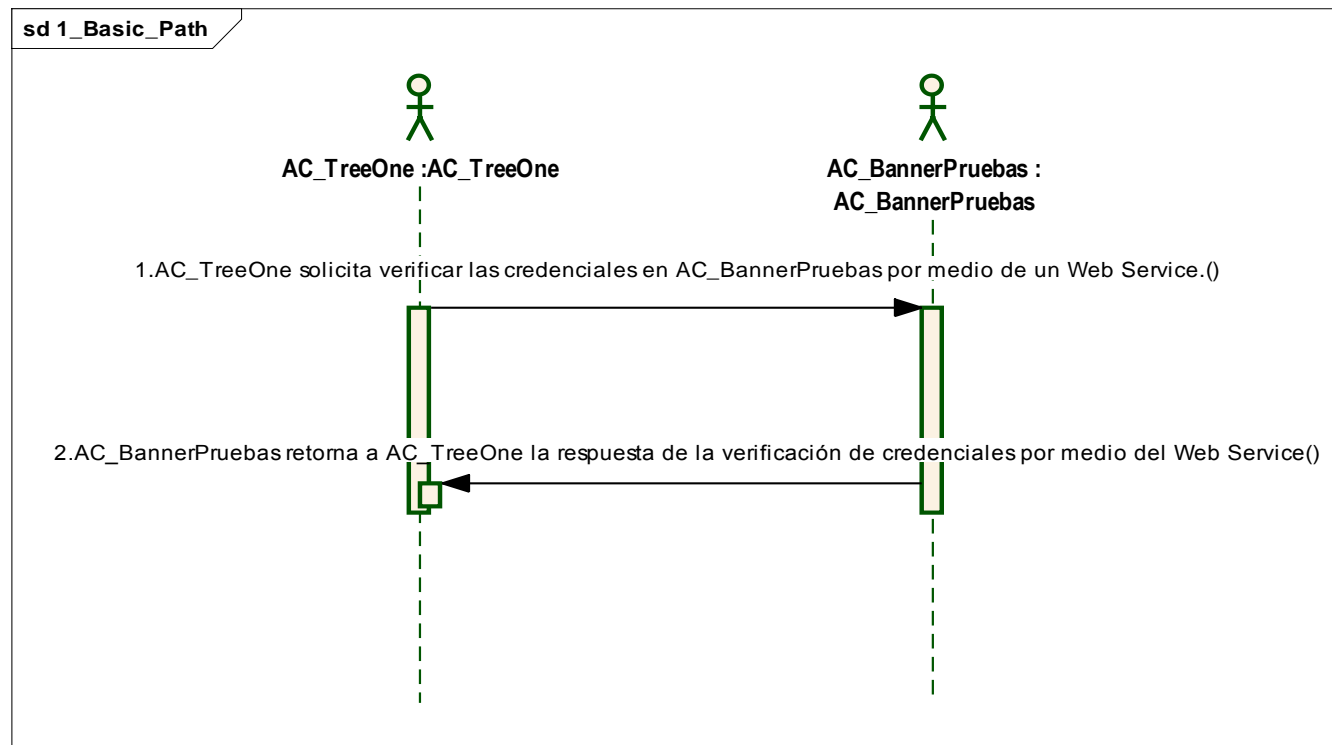 sd 1_Basic_Path
AC_TreeOne :AC_TreeOne
AC_BannerPruebas :
AC_BannerPruebas
1.AC_TreeOne solicita verificar las credenciales en AC_BannerPruebas por medio de un Web Service.()
2.AC_BannerPruebas retorna a AC_TreeOne la respuesta de la verificación de credenciales por medio del Web Service()